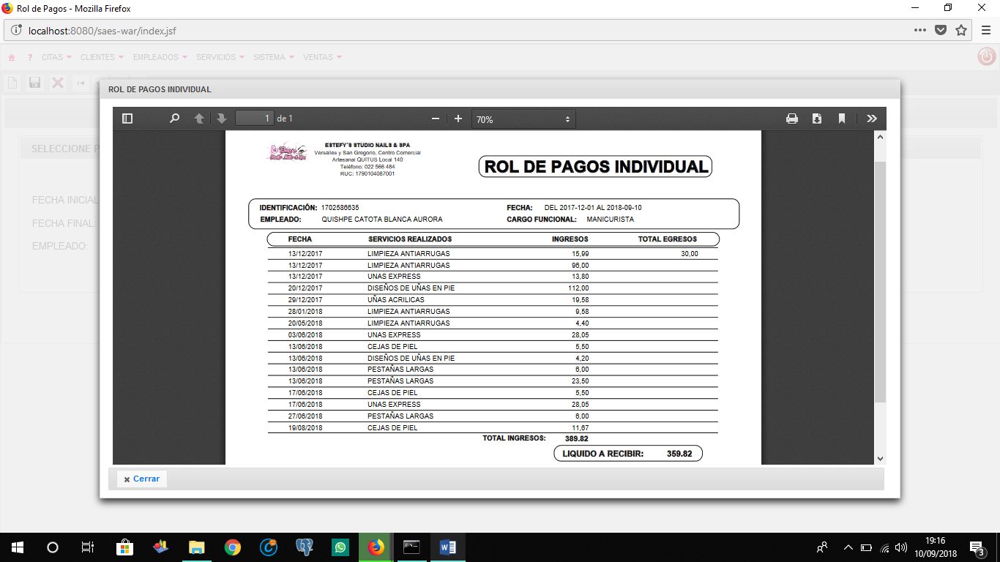 Rol de Pagos - Mozilla Firefox
localhost:8080/saes-war/index.jsf
? CITAS CLIENTES EMPLEADOS SERVICIOS SISTEMA VENTAS
ROL DE PAGOS INDIVIDUAL
1 de 1 70%
SELECCIONE P
FECHA INICIAL
FECHA FINAL:
EMPLEADO:
ESTEFY'S STUDIO NAILS & SPA
Versalles y San Gregorio, Centro Comercial
Artesanal QUITUS Local 140
Teléfono: 022 566 484
RUC: 1790104087001
ROL DE PAGOS INDIVIDUAL
IDENTIFICACIÓN: 1702586635 FECHA: DEL 2017-12-01 AL 2018-09-10
EMPLEADO: QUISHPE CATOTA BLANCA AURORA CARGO FUNCIONAL: MANICURISTA
FECHA SERVICIOS REALIZADOS INGRESOS TOTAL EGRESOS
13/12/2017 LIMPIEZA ANTIARRUGAS 15,99 30,00
13/12/2017 LIMPIEZA ANTIARRUGAS 96,00
13/12/2017 UNAS EXPRESS 13,80
20/12/2017 DISEÑOS DE UÑAS EN PIE 112,00
29/12/2017 UÑAS ACRILICAS 19,58
28/01/2018 LIMPIEZA ANTIARRUGAS 9,58
20/05/2018 LIMPIEZA ANTIARRUGAS 4,40
03/06/2018 UNAS EXPRESS 28,05
13/06/2018 CEJAS DE PIEL 5,50
13/06/2018 DISEÑOS DE UÑAS EN PIE 4,20
13/06/2018 PESTAÑAS LARGAS 6,00
13/06/2018 PESTAÑAS LARGAS 23,50
17/06/2018 CEJAS DE PIEL 5,50
17/06/2018 UNAS EXPRESS 28,05
27/06/2018 PESTAÑAS LARGAS 6,00
19/08/2018 CEJAS DE PIEL 11,67
TOTAL INGRESOS: 389.82
LIQUIDO A RECIBIR: 359.82
Cerrar
19:16
10/09/2018
3